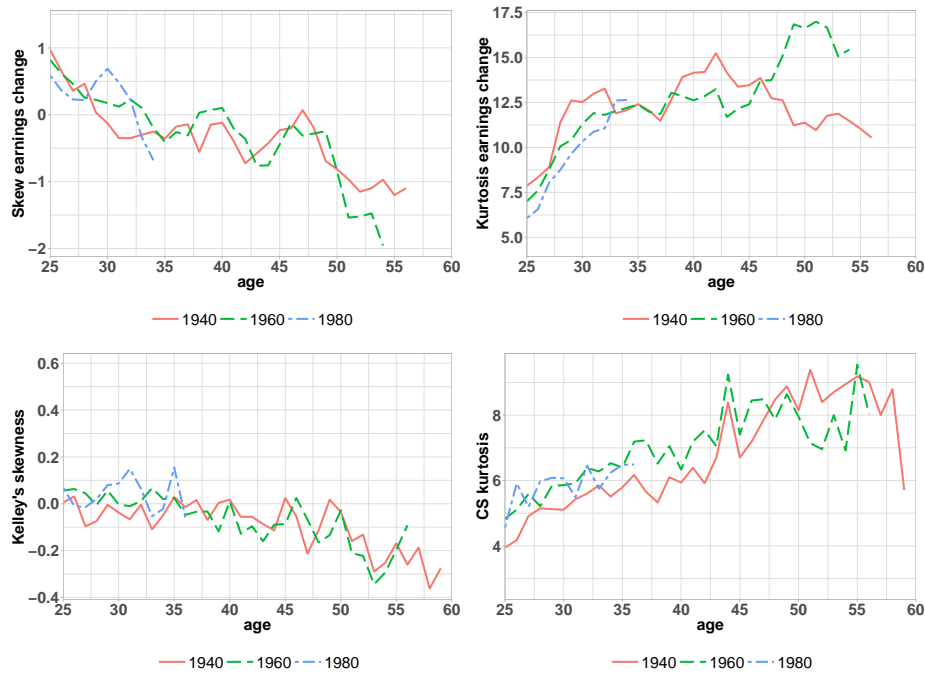 Skew earnings change
1
0
−1
−2
25 30 35 40 45 50 55 60
age
1940 1960 1980
Kurtosis earnings change
17.5
15.0
12.5
10.0
7.5
5.0
25 30 35 40 45 50 55 60
age
1940 1960 1980
Kelley's skewness
0.6
0.4
0.2
0.0
−0.2
−0.4
25 30 35 40 45 50 55 60
age
1940 1960 1980
CS kurtosis
8
6
4
25 30 35 40 45 50 55 60
age
1940 1960 1980